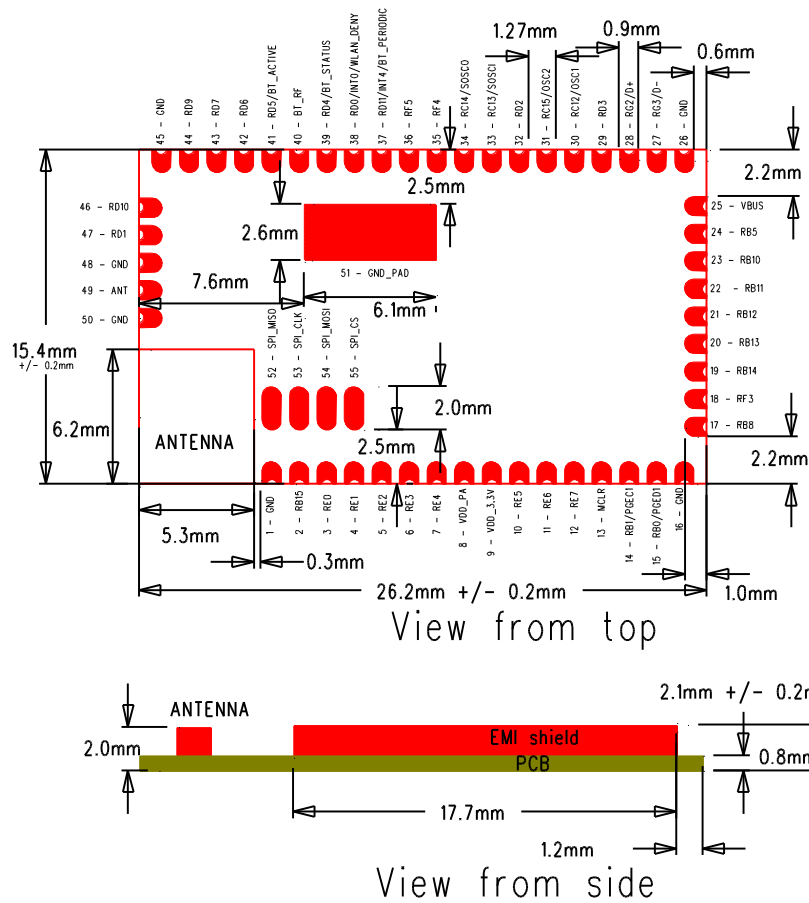 1.27mm
0.9mm
0.6mm
45 - GND
44 - RD9
43 - RD7
42 - RD6
41 - RD5/BT_ACTIVE
40 - BT_RF
39 - RD4/BT_STATUS
38 - RD0/INT0/WLAN_DENY
37 - RD11/INT4/BT_PERIODIC
36 - RF5
35 - RF4
34 - RC14/SOSCO
33 - RC13/SOSCI
32 - RD2
31 - RC15/OSC2
30 - RC12/OSC1
29 - RD3
28 - RG2/D+
27 - RG3/D-
26 - GND
2.2mm
2.5mm
46 - RD10
47 - RD1
48 - GND
49 - ANT
50 - GND
2.6mm
51 - GND_PAD
7.6mm
6.1mm
25 - VBUS
24 - RB5
23 - RB10
22 - RB11
21 - RB12
20 - RB13
19 - RB14
18 - RF3
17 - RB8
15.4mm
+/- 0.2mm
52 - SPI_MISO
53 - SPI_CLK
54 - SPI_MOSI
55 - SPI_CS
2.0mm
6.2mm
ANTENNA
2.5mm
2.2mm
1 - GND
2 - RB15
3 - RE0
4 - RE1
5 - RE2
6 - RE3
7 - RE4
8 - VDD_PA
9 - VDD_3.3V
10 - RE5
11 - RE6
12 - RE7
13 - MCLR
14 - RB1/PGEC1
15 - RB0/PGED1
16 - GND
5.3mm
0.3mm
26.2mm +/- 0.2mm
1.0mm
View from top
2.1mm +/- 0.2m
ANTENNA
2.0mm
EMI shield
PCB
0.8mm
17.7mm
1.2mm
View from side